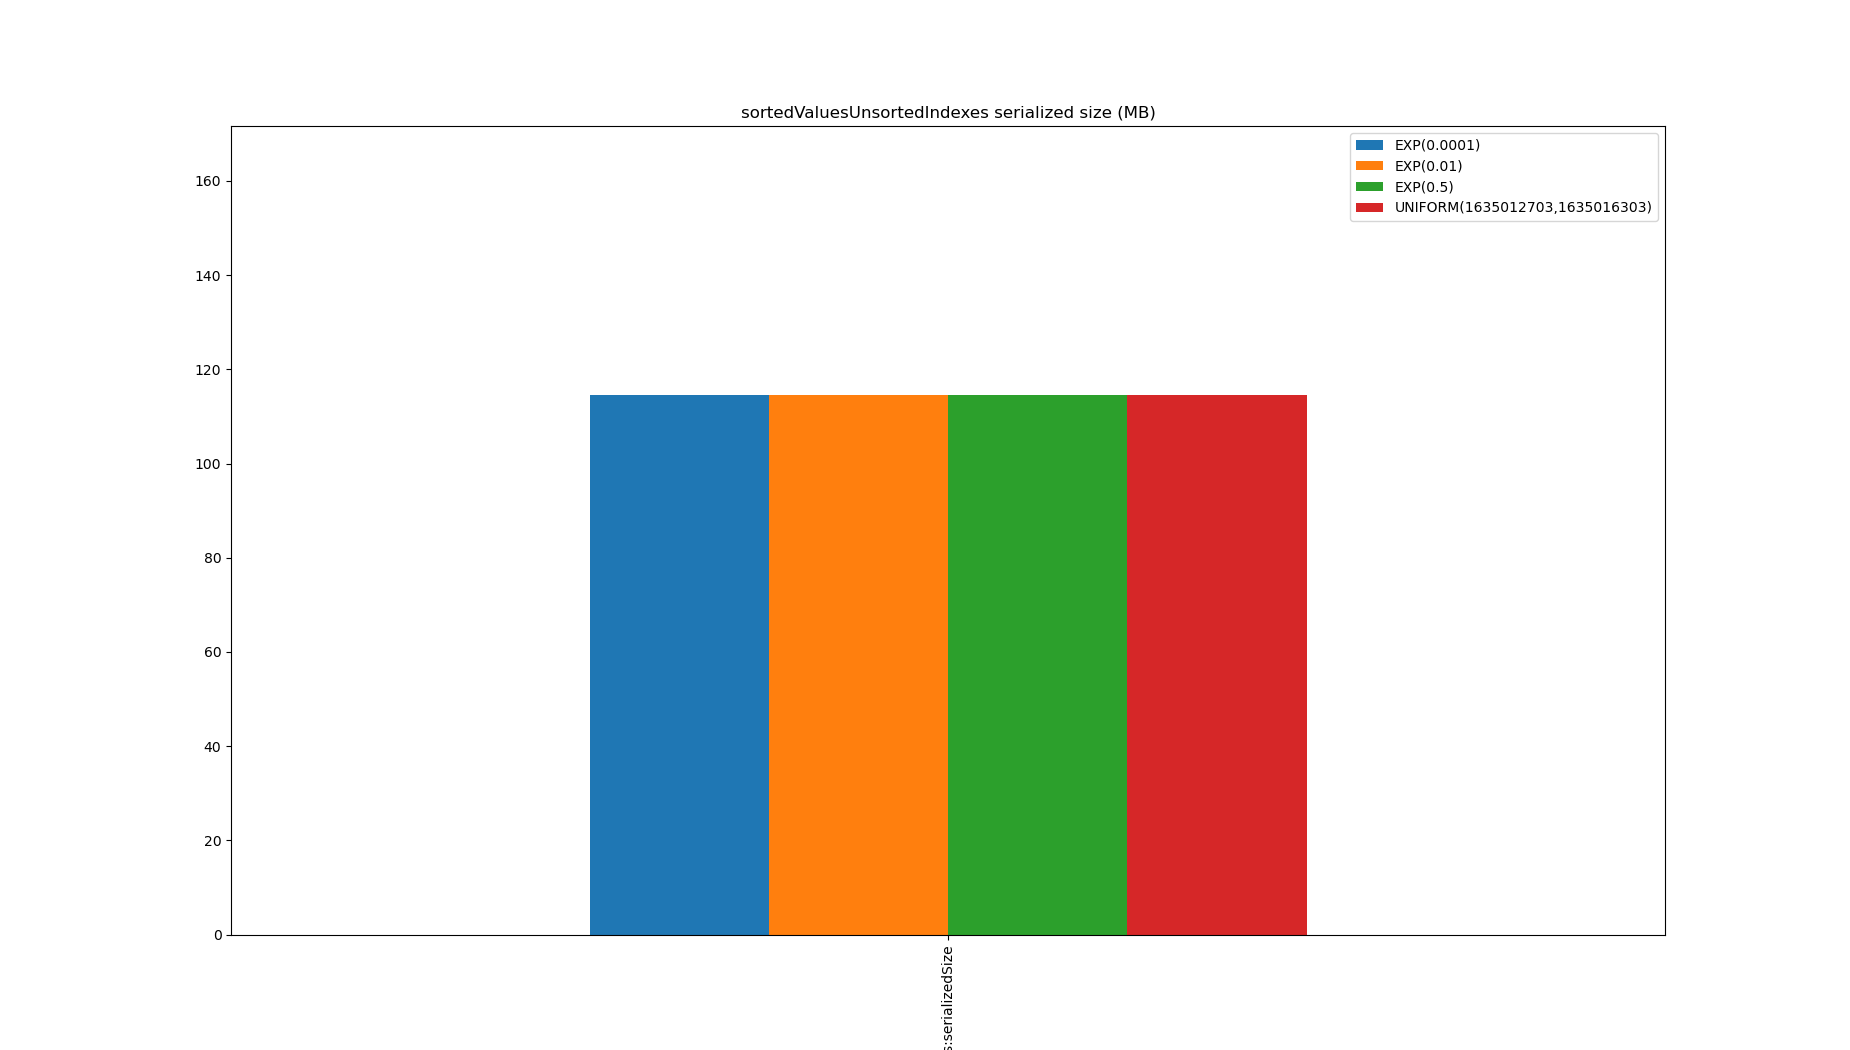 sortedValuesUnsortedIndexes serialized size (MB)
EXP(0.0001)
EXP(0.01)
EXP(0.5)
UNIFORM(1635012703,1635016303)
160
140
120
100
80
60
40
20
0
s:serializedSize